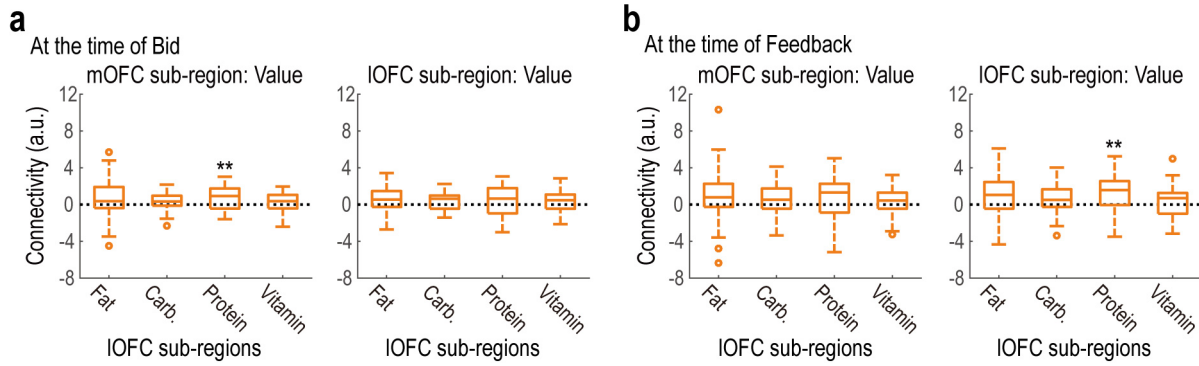 a
At the time of Bid
mOFC sub-region: Value
lOFC sub-region: Value
Connectivity (a.u.)
12
8
4
0
-4
-8
Fat
Carb.
Protein
Vitamin
**
12
8
4
0
-4
-8
Fat
Carb.
Protein
Vitamin
lOFC sub-regions
lOFC sub-regions
b
At the time of Feedback
mOFC sub-region: Value
lOFC sub-region: Value
Connectivity (a.u.)
12
8
4
0
-4
-8
Fat
Carb.
Protein
Vitamin
12
8
4
0
-4
-8
**
Fat
Carb.
Protein
Vitamin
lOFC sub-regions
lOFC sub-regions